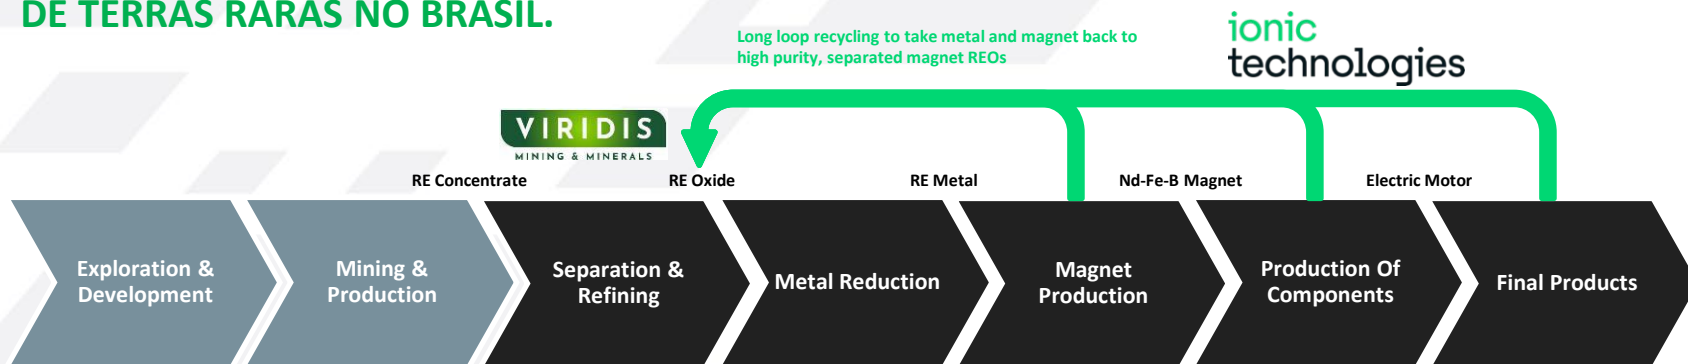 DE TERRAS RARAS NO BRASIL.
Long loop recycling to take metal and magnet back to
high purity, separated magnet REOs
ionic
technologies
VIRIDIS
MINING & MINERALS
RE Concentrate
RE Oxide
RE Metal
Nd-Fe-B Magnet
Electric Motor
Exploration &
Development
Mining &
Production
Separation &
Refining
Metal Reduction
Magnet
Production
Production Of
Components
Final Products